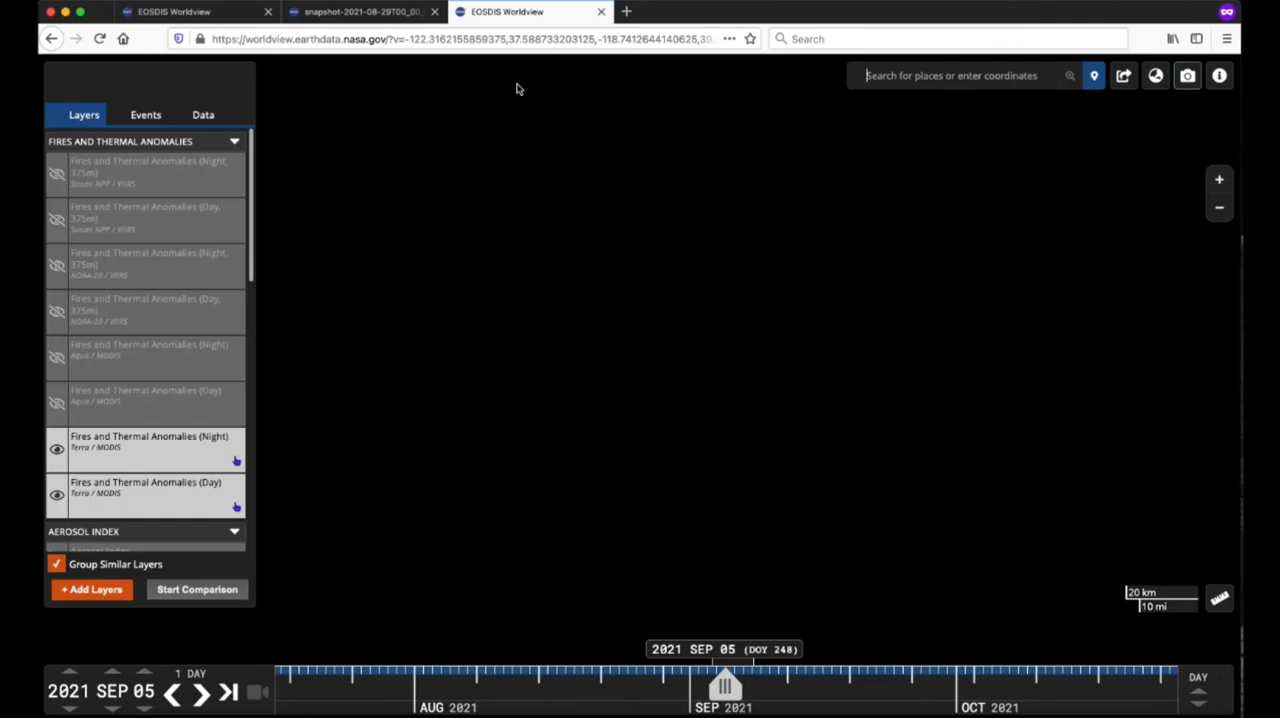 EOSDIS Worldview
snapshot-2021-08-29T00_00_
EOSDIS Worldview
https://worldview.earthdata.nasa.gov/?v=-122.3162155859375,37.588733203125,-118.7412644140625,39.
Search
Search for places or enter coordinates
Layers
Events
Data
FIRES AND THERMAL ANOMALIES
Fires and Thermal Anomalies (Night,
375m)
Suomi NPP / VIIRS
Fires and Thermal Anomalies (Day,
375m)
Suomi NPP / VIIRS
Fires and Thermal Anomalies (Night,
375m)
NOAA-20 / VIIRS
Fires and Thermal Anomalies (Day,
375m)
NOAA-20 / VIIRS
Fires and Thermal Anomalies (Night)
Aqua / MODIS
Fires and Thermal Anomalies (Day)
Aqua / MODIS
Fires and Thermal Anomalies (Night)
Terra / MODIS
Fires and Thermal Anomalies (Day)
Terra / MODIS
AEROSOL INDEX
Aerosol Index
Group Similar Layers
+ Add Layers
Start Comparison
20 km
10 mi
2021 SEP 05 (DOY 248)
1 DAY
2021 SEP 05
AUG 2021
SEP 2021
OCT 2021
DAY